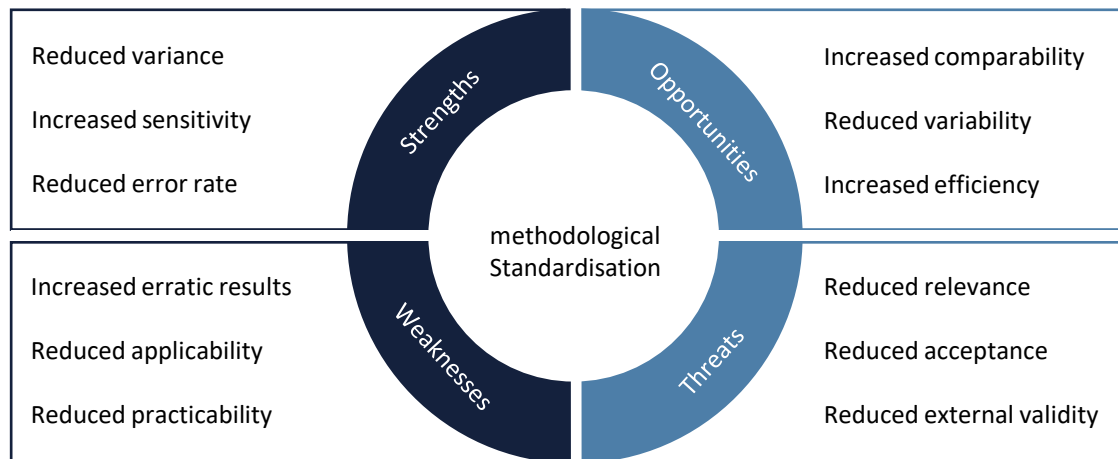 Reduced variance
Increased sensitivity
Reduced error rate
Strengths
Opportunities
Increased comparability
Reduced variability
Increased efficiency
methodological
Standardisation
Increased erratic results
Reduced applicability
Reduced practicability
Weaknesses
Threats
Reduced relevance
Reduced acceptance
Reduced external validity